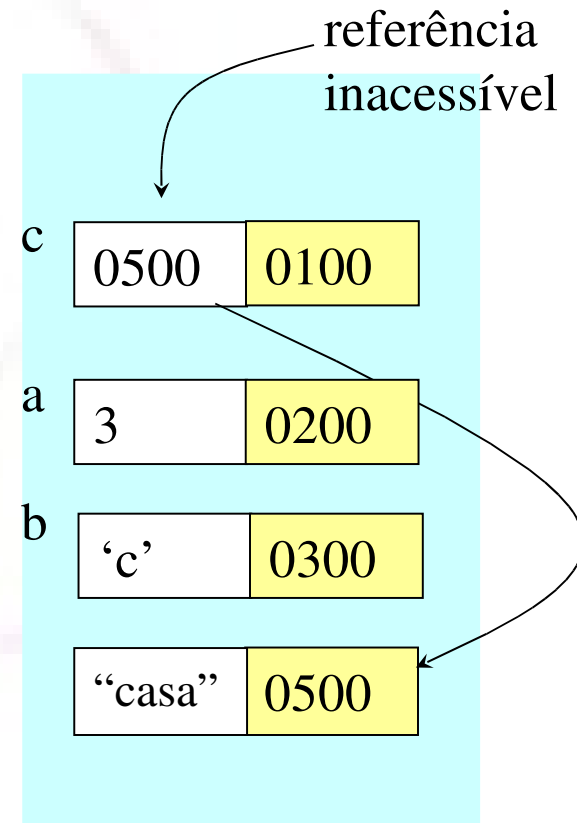 referência
inacessível
c 0500 0100
a 3 0200
b ‘c’ 0300
“casa” 0500